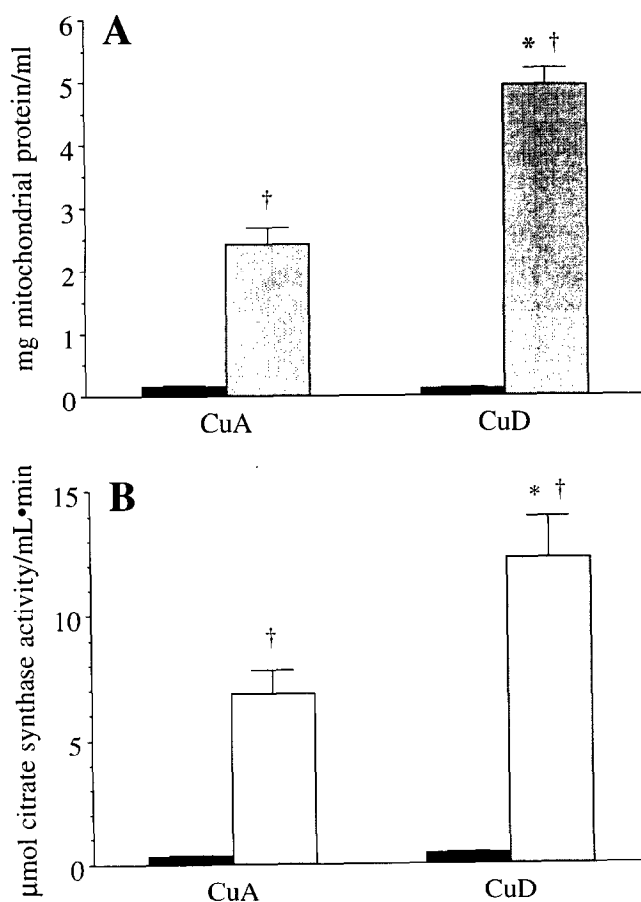 A
mg mitochondrial protein/ml
6
5
4
3
2
1
0
* †
†
CuA CuD
B
µmol citrate synthase activity/mL•min
15
10
5
0
* †
†
CuA CuD